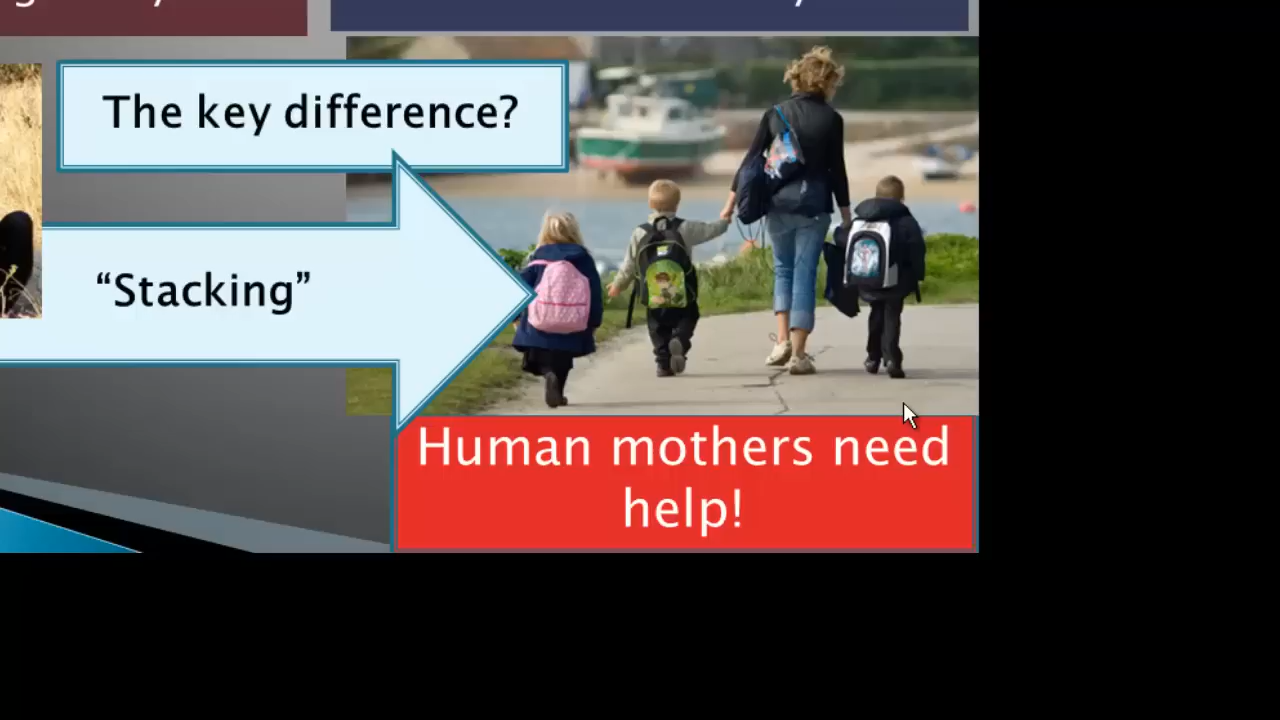 The key difference?
“Stacking”
Human mothers need
help!